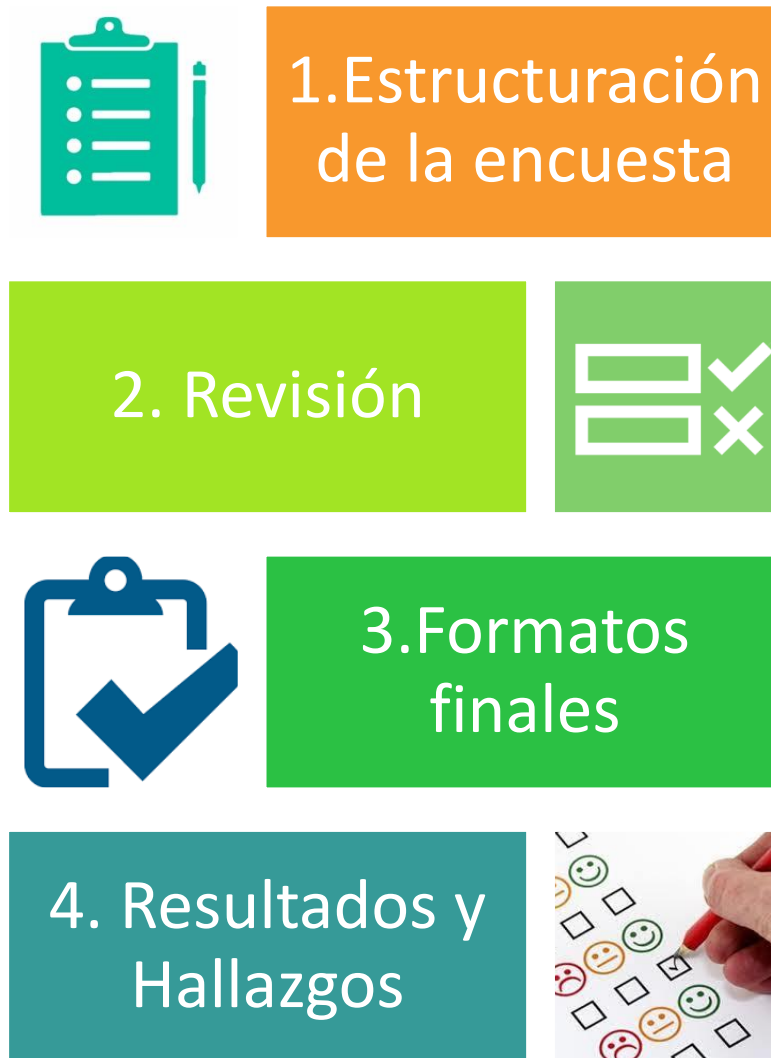 1.Estructuración
de la encuesta
2. Revisión
3.Formatos
finales
4. Resultados y
Hallazgos